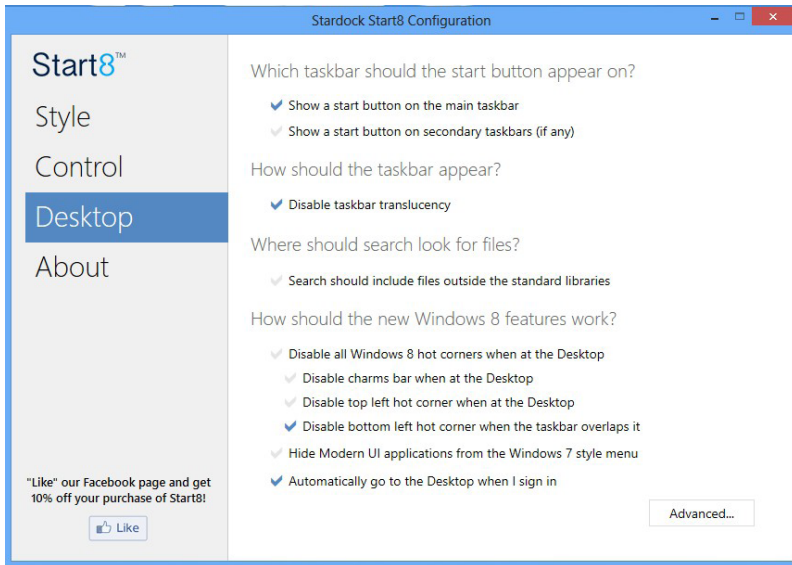 Stardock Start8 Configuration
Start8™
Style
Control
Desktop
About
"Like" our Facebook page and get
10% off your purchase of Start8!
Like
Which taskbar should the start button appear on?
Show a start button on the main taskbar
Show a start button on secondary taskbars (if any)
How should the taskbar appear?
Disable taskbar translucency
Where should search look for files?
Search should include files outside the standard libraries
How should the new Windows 8 features work?
Disable all Windows 8 hot corners when at the Desktop
Disable charms bar when at the Desktop
Disable top left hot corner when at the Desktop
Disable bottom left hot corner when the taskbar overlaps it
Hide Modern UI applications from the Windows 7 style menu
Automatically go to the Desktop when I sign in
Advanced...